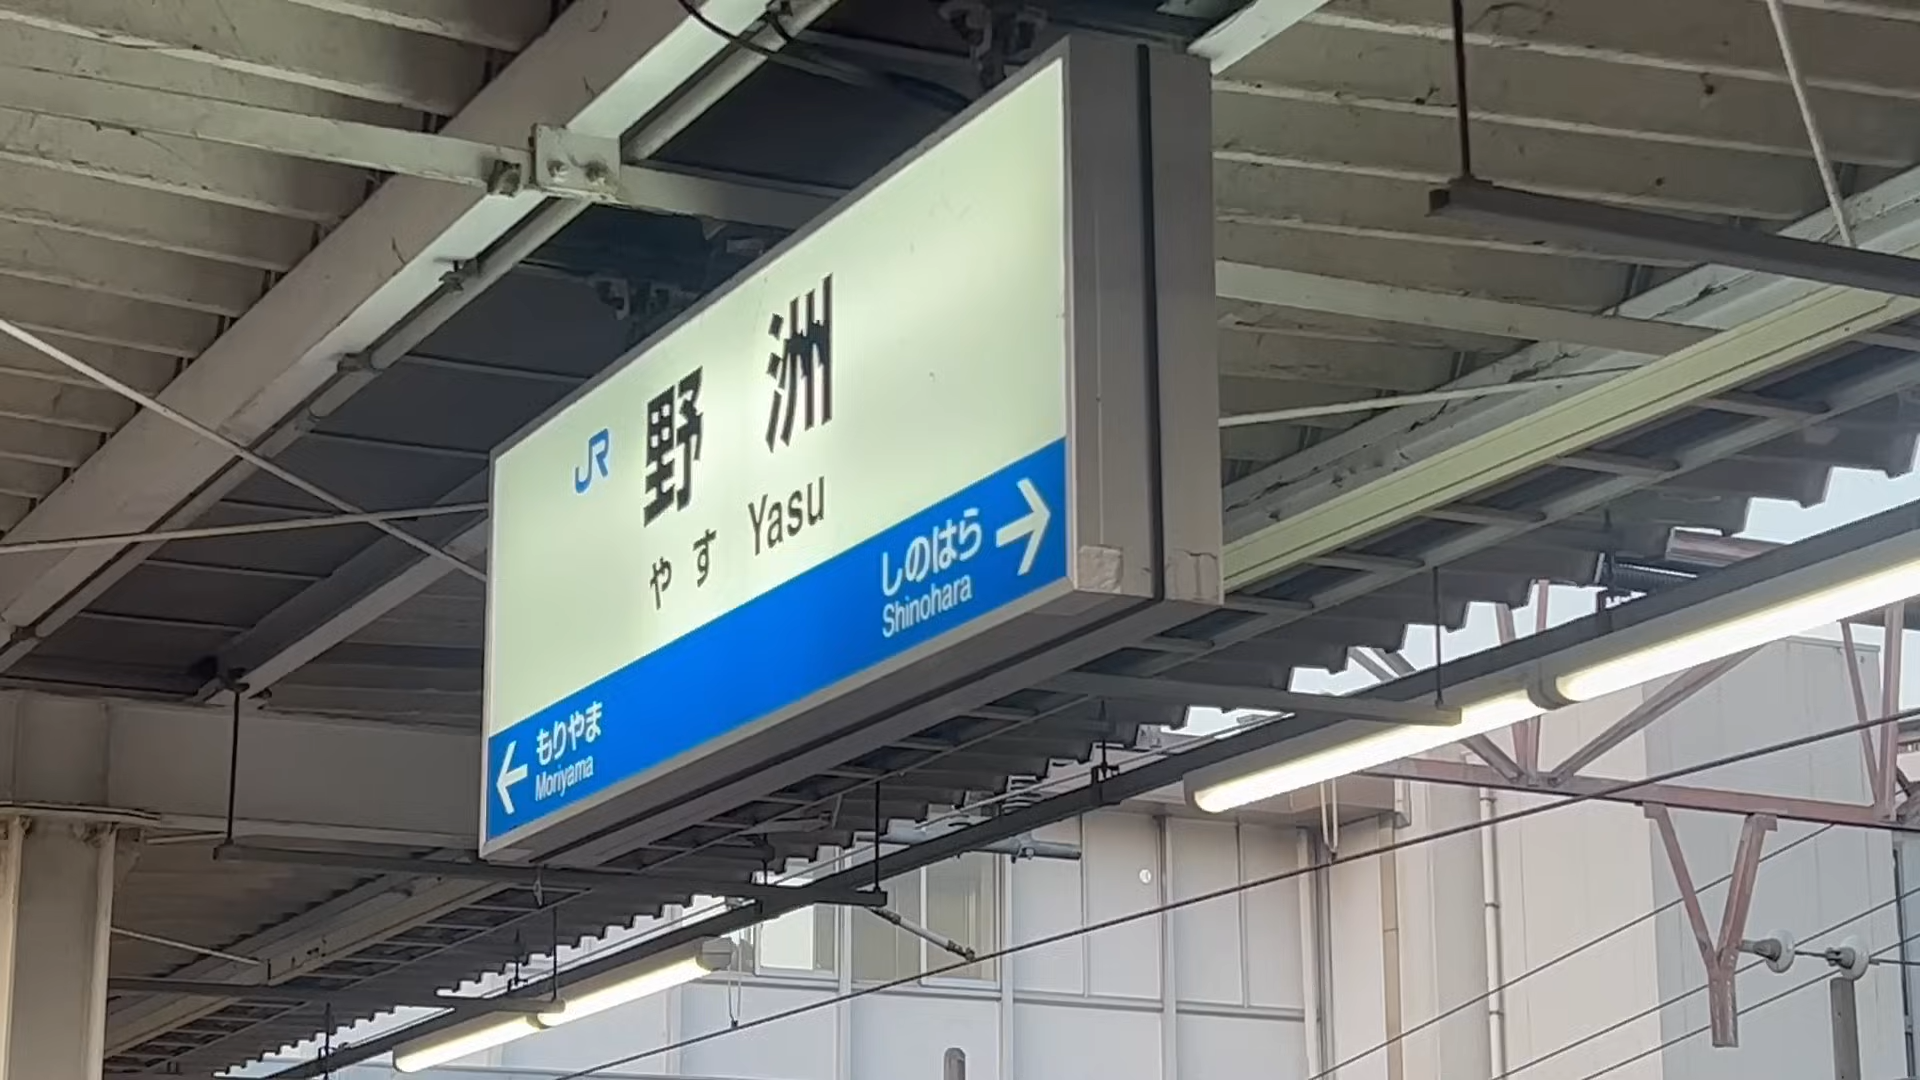 JR 野洲
やす Yasu
しのはら →
Shinohara
← もりやま
Moriyama